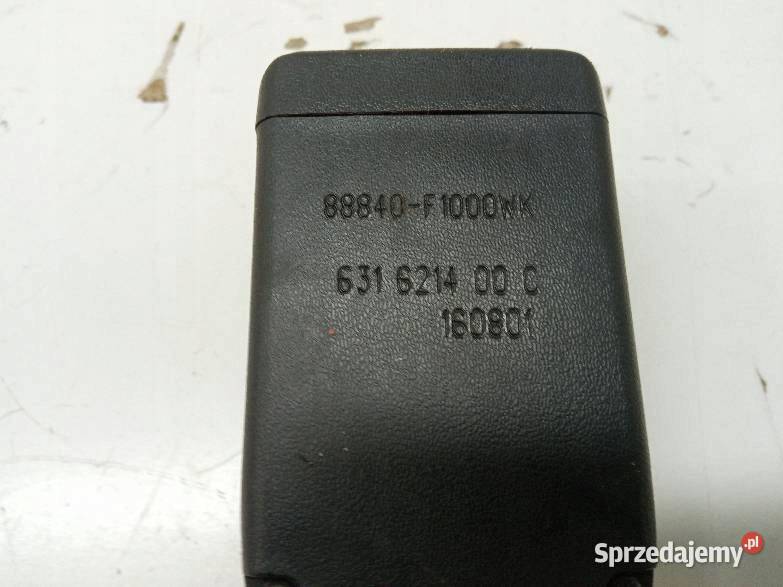 88840-F1000WK
631 6214 00 C
160801
Sprzedajemy.pl